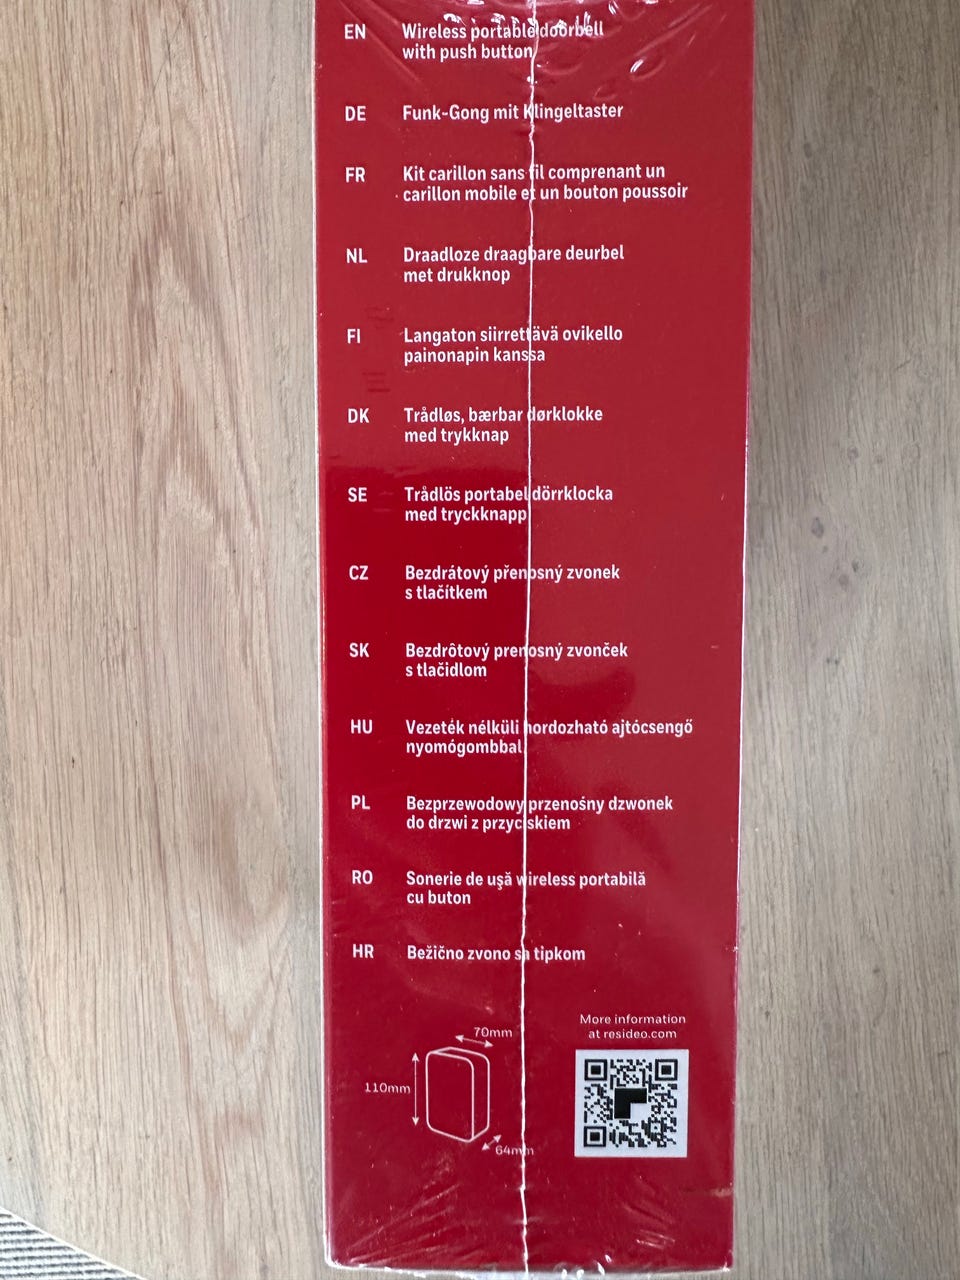 EN Wireless portable doorbell
with push button
DE Funk-Gong mit Klingeltaster
FR Kit carillon sans fil comprenant un
carillon mobile et un bouton poussoir
NL Draadloze draagbare deurbel
met drukknop
FI Langaton siirrettävä ovikello
painonapin kanssa
DK Trådløs, bærbar dørklokke
med trykknap
SE Trådlös portabel dörrklocka
med tryckknapp
CZ Bezdrátový přenosný zvonek
s tlačítkem
SK Bezdrôtový prenosný zvonček
s tlačidlom
HU Vezeték nélküli hordozható ajtócsengő
nyomógombbal
PL Bezprzewodowy przenośny dzwonek
do drzwi z przyciskiem
RO Sonerie de ușă wireless portabilă
cu buton
HR Bežično zvono sa tipkom
70mm
110mm
64mm
More information
at resideo.com